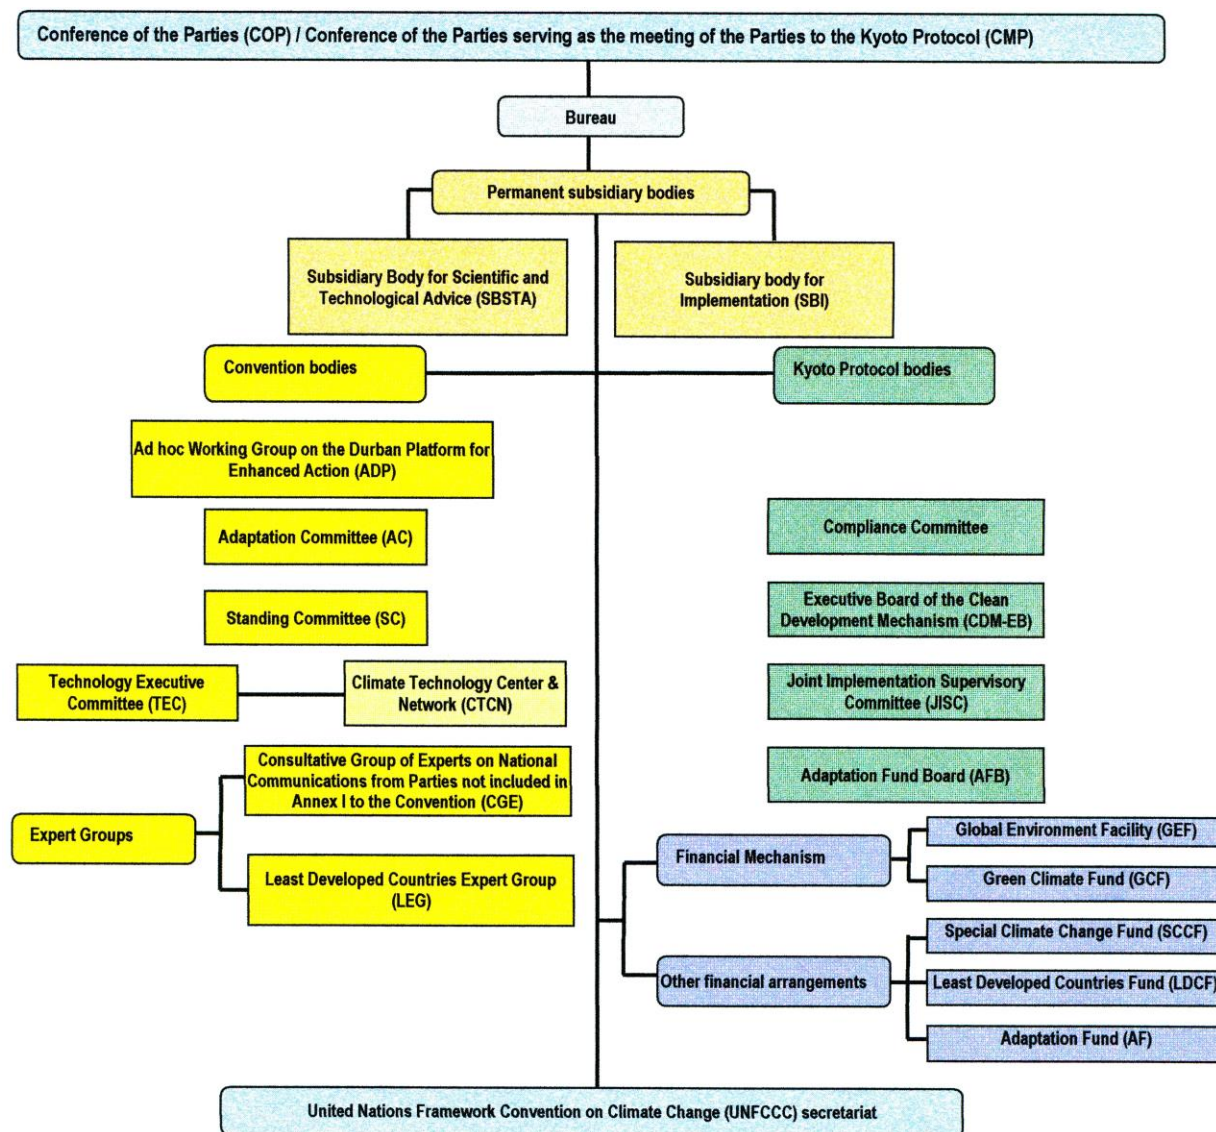 Conference of the Parties (COP) / Conference of the Parties serving as the meeting of the Parties to the Kyoto Protocol (CMP)
Bureau
Permanent subsidiary bodies
Subsidiary Body for Scientific and
Technological Advice (SBSTA)
Subsidiary body for
Implementation (SBI)
Convention bodies
Kyoto Protocol bodies
Ad hoc Working Group on the Durban Platform for
Enhanced Action (ADP)
Adaptation Committee (AC)
Standing Committee (SC)
Technology Executive
Committee (TEC)
Climate Technology Center &
Network (CTCN)
Expert Groups
Consultative Group of Experts on National
Communications from Parties not included in
Annex I to the Convention (CGE)
Least Developed Countries Expert Group
(LEG)
Compliance Committee
Executive Board of the Clean
Development Mechanism (CDM-EB)
Joint Implementation Supervisory
Committee (JISC)
Adaptation Fund Board (AFB)
Financial Mechanism
Global Environment Facility (GEF)
Green Climate Fund (GCF)
Other financial arrangements
Special Climate Change Fund (SCCF)
Least Developed Countries Fund (LDCF)
Adaptation Fund (AF)
United Nations Framework Convention on Climate Change (UNFCCC) secretariat